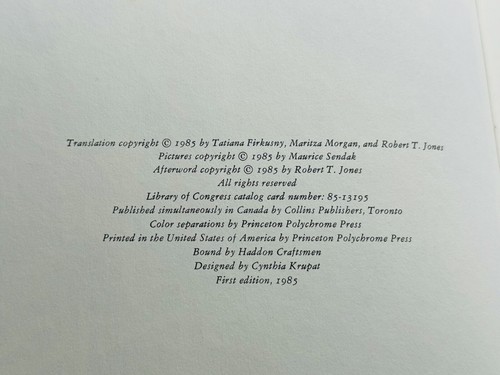 Translation copyright © 1985 by Tatiana Firkusny, Maritza Morgan, and Robert T. Jones
Pictures copyright © 1985 by Maurice Sendak
Afterword copyright © 1985 by Robert T. Jones
All rights reserved
Library of Congress catalog card number: 85-13195
Published simultaneously in Canada by Collins Publishers, Toronto
Color separations by Princeton Polychrome Press
Printed in the United States of America by Princeton Polychrome Press
Bound by Haddon Craftsmen
Designed by Cynthia Krupat
First edition, 1985